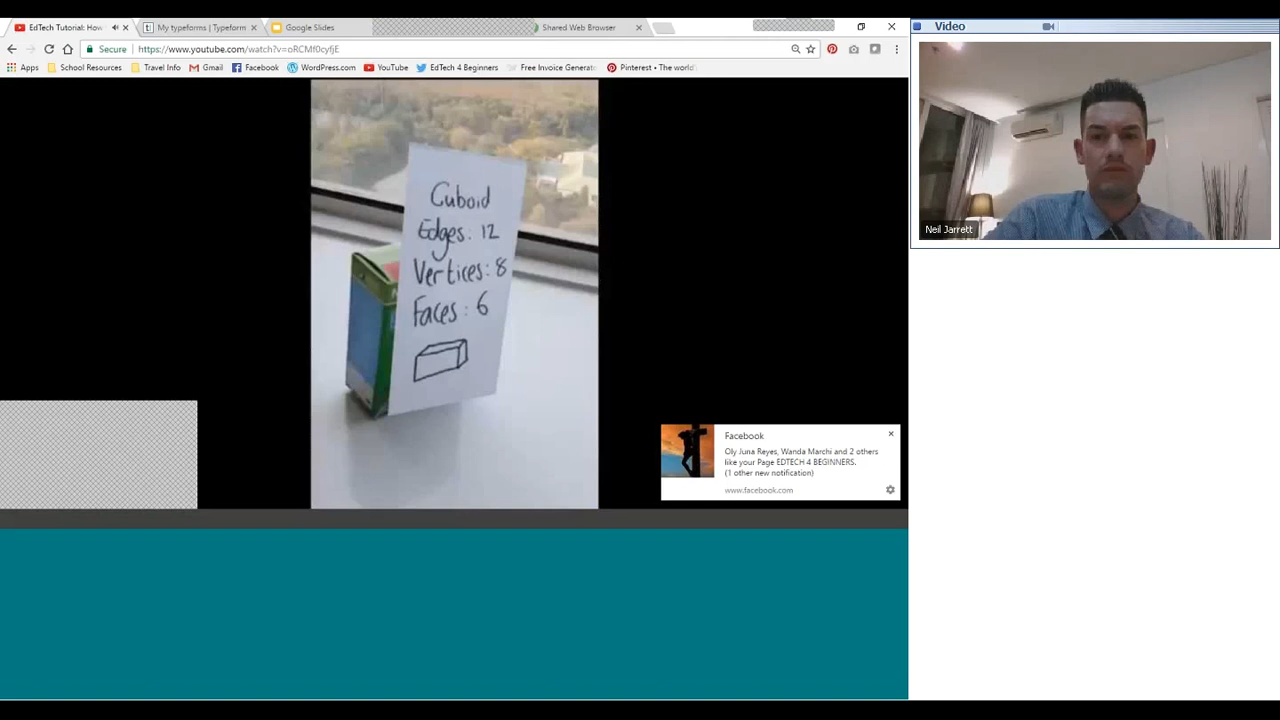 EdTech Tutorial: How
My typeforms | Typeform
Google Slides
Shared Web Browser
Secure
https://www.youtube.com/watch?v=oRCMf0cyfjE
Apps
School Resources
Travel Info
Gmail
Facebook
WordPress.com
YouTube
EdTech 4 Beginners
Free Invoice Generato
Pinterest • The world'
Cuboid
Edges: 12
Vertices: 8
Faces: 6
Facebook
Oly Juna Reyes, Wanda Marchi and 2 others
like your Page EDTECH 4 BEGINNERS.
(1 other new notification)
www.facebook.com
Video
Neil Jarrett